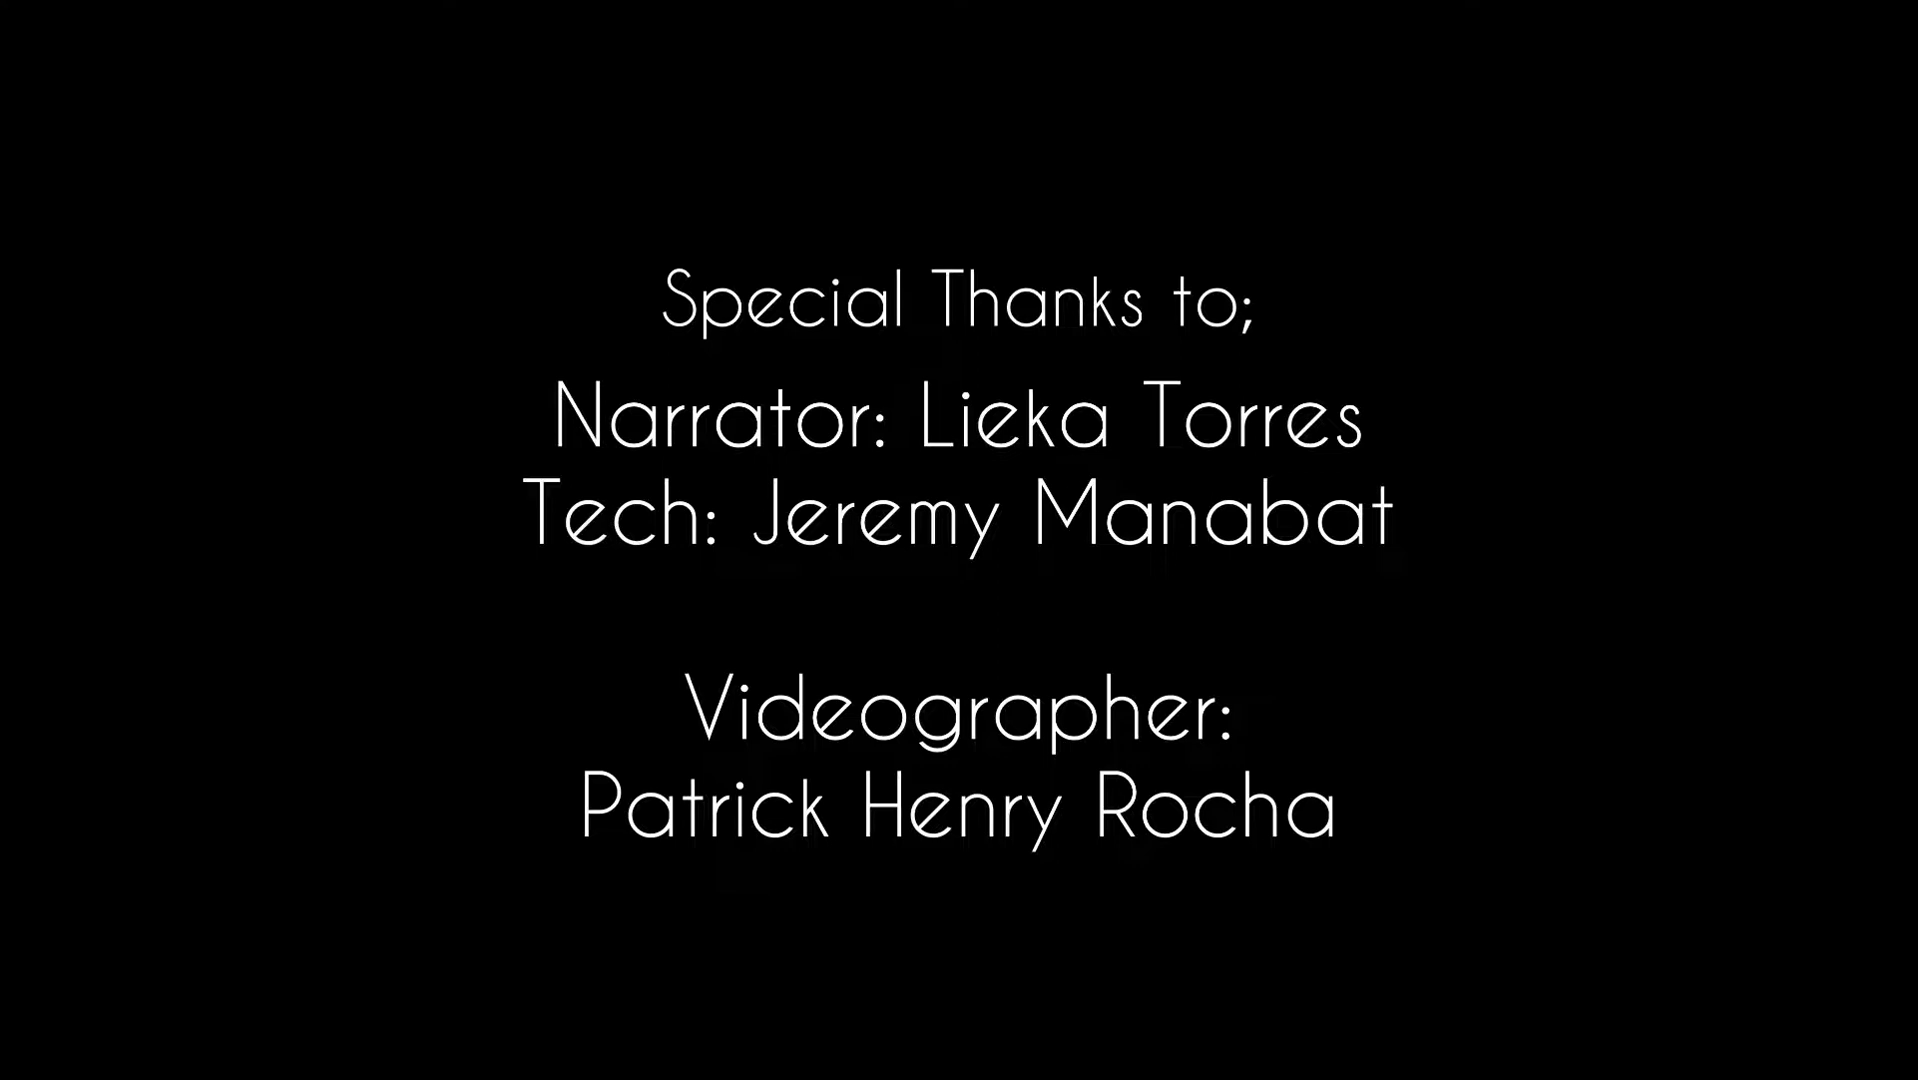 Special Thanks to;
Narrator: Lieka Torres
Tech: Jeremy Manabat
Videographer:
Patrick Henry Rocha